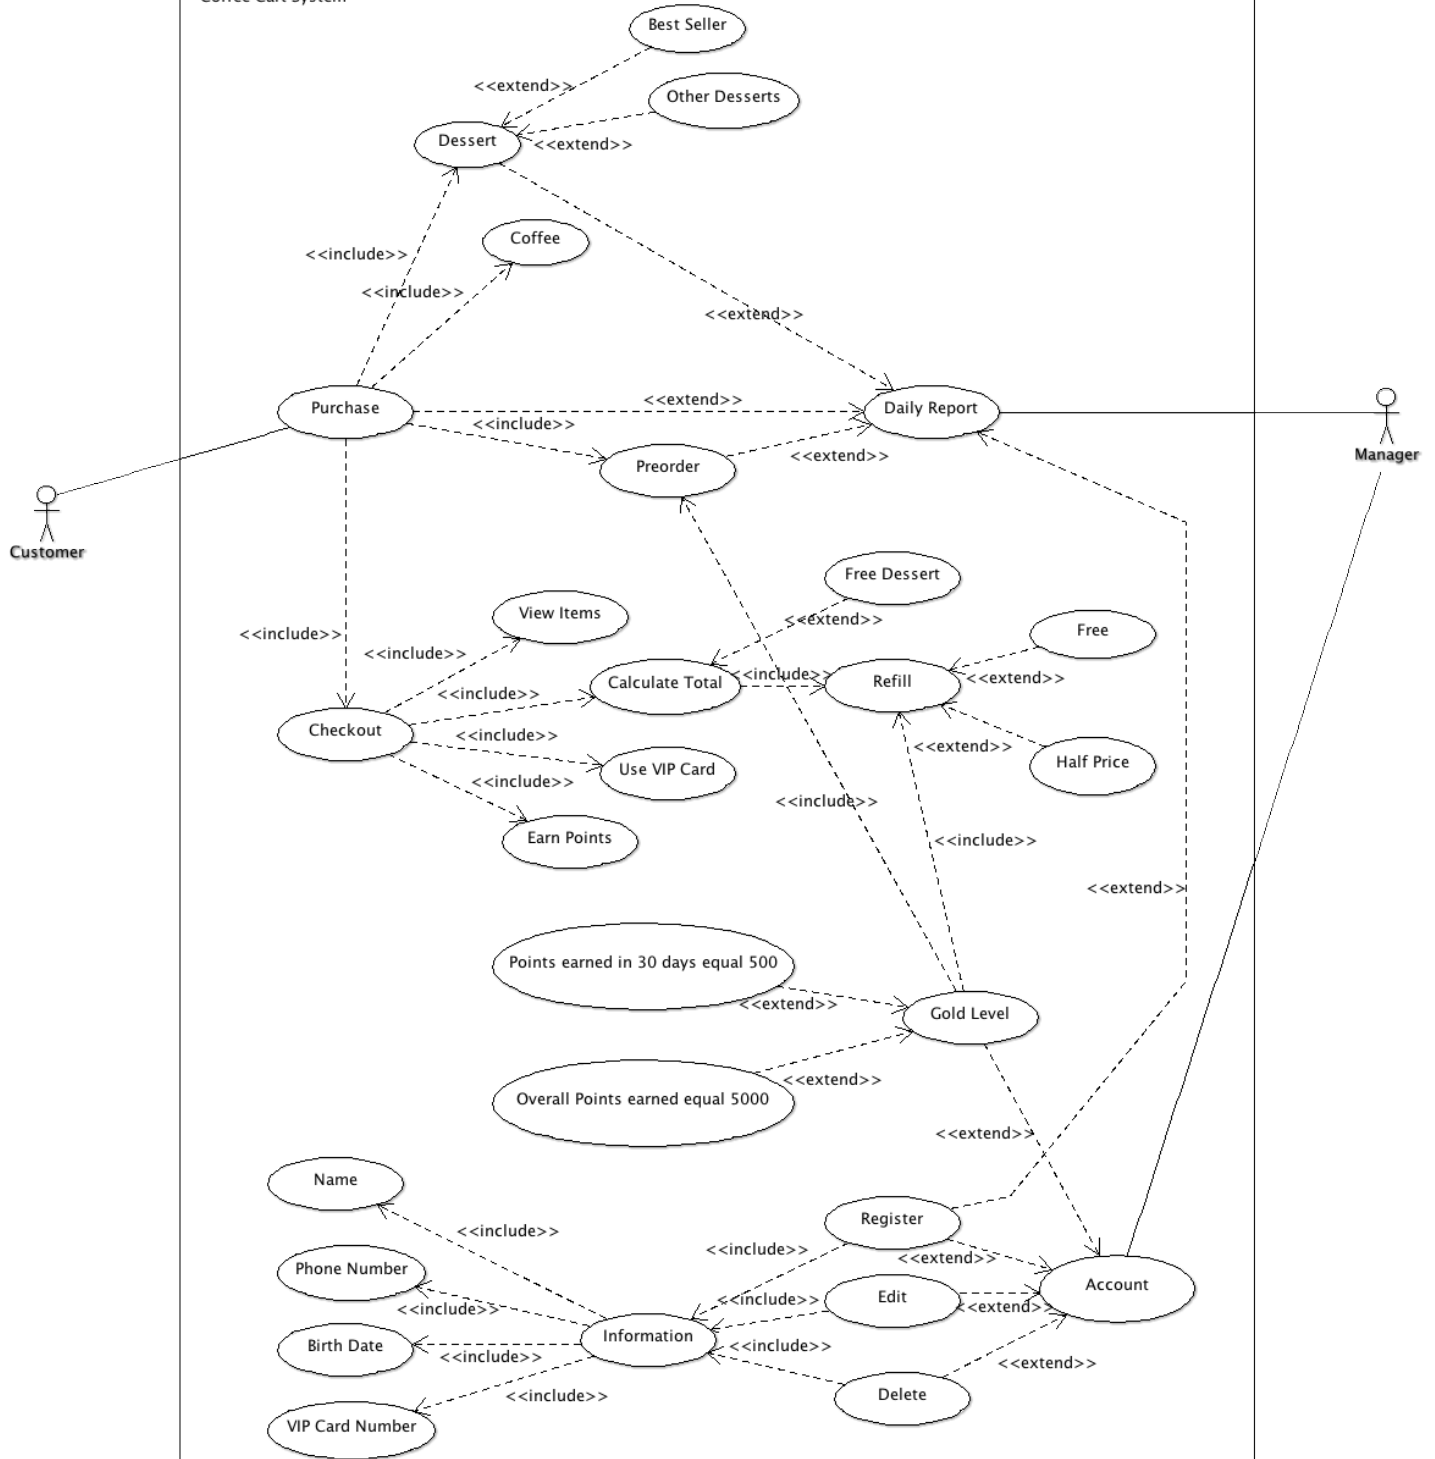 Coffee Cart System
Best Seller
<<extend>>
Other Desserts
Dessert
<<extend>>
Coffee
<<include>>
<<include>>
<<extend>>
Purchase
<<extend>>
Daily Report
<<include>>
<<extend>>
Preorder
Manager
Customer
Free Dessert
View Items
<<extend>>
Free
<<include>>
<<include>>
<<include>>
Calculate Total
<<include>>
Refill
<<extend>>
Checkout
<<include>>
<<extend>>
Use VIP Card
Half Price
<<include>>
<<include>>
Earn Points
<<include>>
<<extend>>
Points earned in 30 days equal 500
<<extend>>
Gold Level
<<extend>>
Overall Points earned equal 5000
<<extend>>
Name
<<include>>
Register
<<include>>
<<extend>>
Phone Number
Account
<<include>>
<<include>>
Edit
<<extend>>
Information
Birth Date
<<include>>
<<include>>
<<extend>>
<<include>>
Delete
VIP Card Number